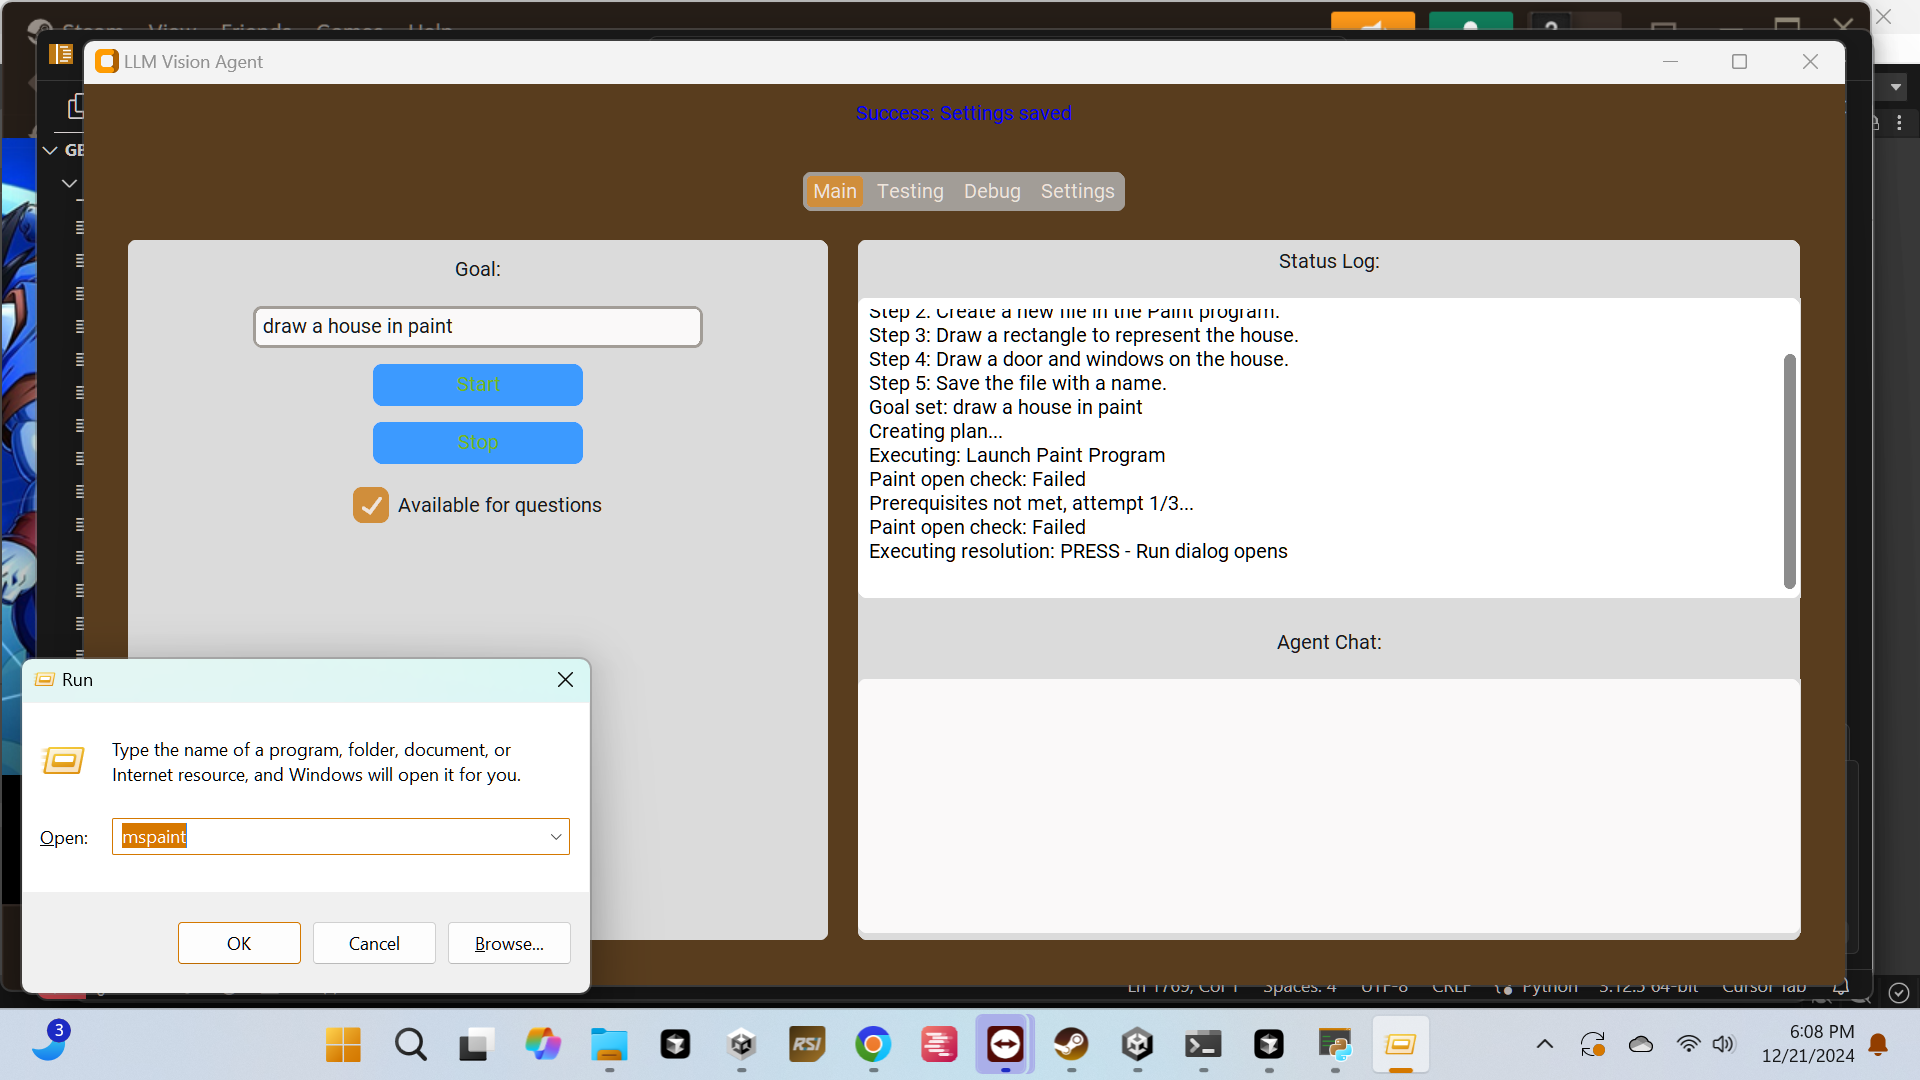 Steam View Friends Games Help
LLM Vision Agent
Success: Settings saved
GE
Main Testing Debug Settings
Goal:
draw a house in paint
Start
Stop
Available for questions
Status Log:
Step 2: Create a new file in the Paint program.
Step 3: Draw a rectangle to represent the house.
Step 4: Draw a door and windows on the house.
Step 5: Save the file with a name.
Goal set: draw a house in paint
Creating plan...
Executing: Launch Paint Program
Paint open check: Failed
Prerequisites not met, attempt 1/3...
Paint open check: Failed
Executing resolution: PRESS - Run dialog opens
Agent Chat:
Run
Type the name of a program, folder, document, or
Internet resource, and Windows will open it for you.
Open:
mspaint
OK
Cancel
Browse...
Ln 1769, Col 1 Spaces: 4 UTF-8 CRLF Python 3.12.5 64-bit Cursor Tab
3
RSI
6:08 PM
12/21/2024